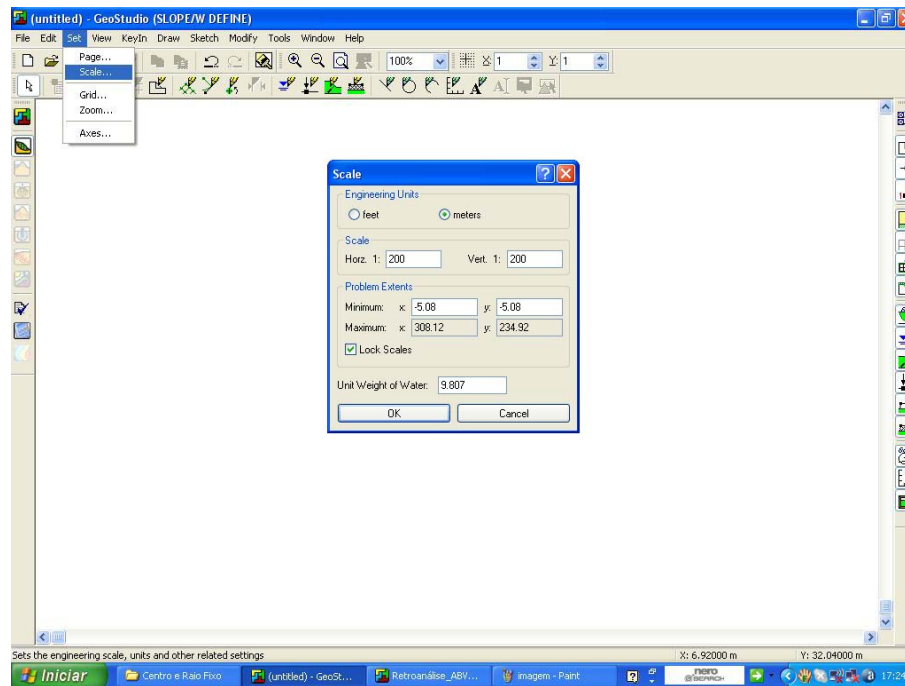 (untitled) - GeoStudio (SLOPE/W DEFINE)
File Edit Set View KeyIn Draw Sketch Modify Tools Window Help
100% X 1 Y: 1
Page...
Scale...
Grid...
Zoom...
Axes...
Scale
Engineering Units
feet meters
Scale
Horz. 1: 200 Vert. 1: 200
Problem Extents
Minimum: x: -5.08 y: -5.08
Maximum: x: 308.12 y: 234.92
Lock Scales
Unit Weight of Water: 9.807
OK Cancel
Sets the engineering scale, units and other related settings X: 6.92000 m Y: 32.04000 m
Iniciar Centro e Raio Fixo (untitled) - GeoSt... Retroanálise_ABV... imagem - Paint nero SEARCH 17:24